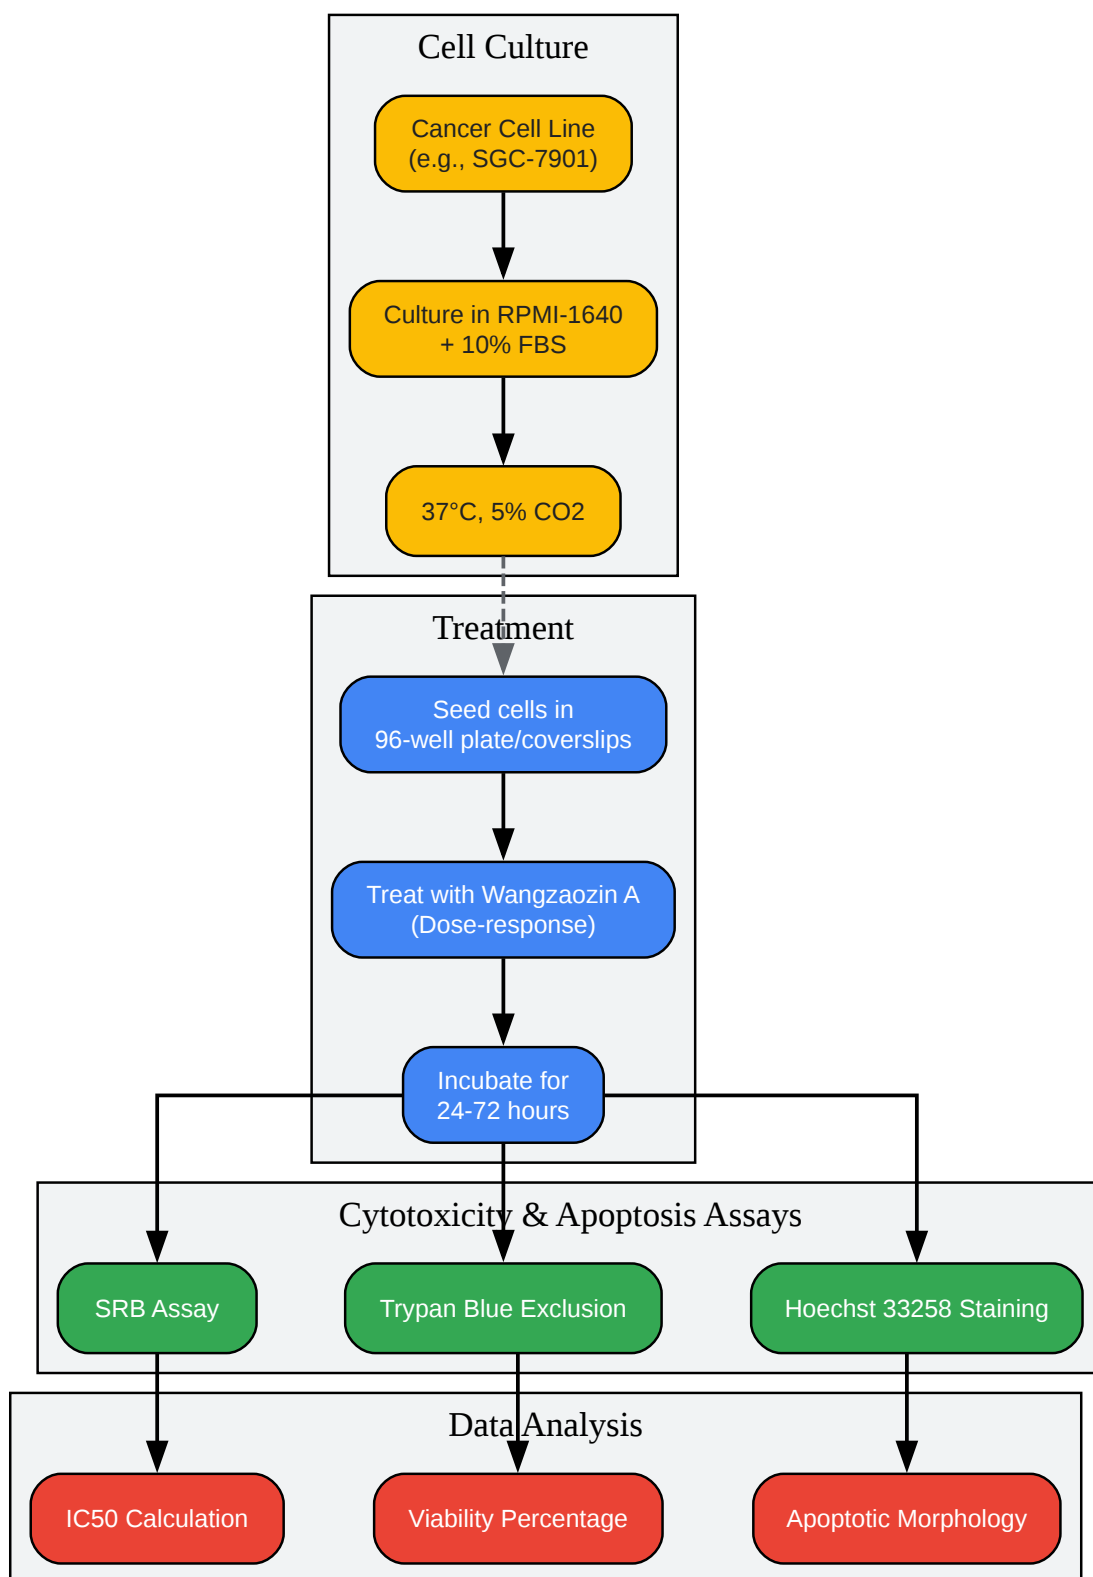 Cell Culture
Cancer Cell Line
(e.g., SGC-7901)
Culture in RPMI-1640
+ 10% FBS
37°C, 5% CO2
Treatment
Seed cells in
96-well plate/coverslips
Treat with Wangzaozin A
(Dose-response)
Incubate for
24-72 hours
Cytotoxicity & Apoptosis Assays
SRB Assay
Trypan Blue Exclusion
Hoechst 33258 Staining
Data Analysis
IC50 Calculation
Viability Percentage
Apoptotic Morphology